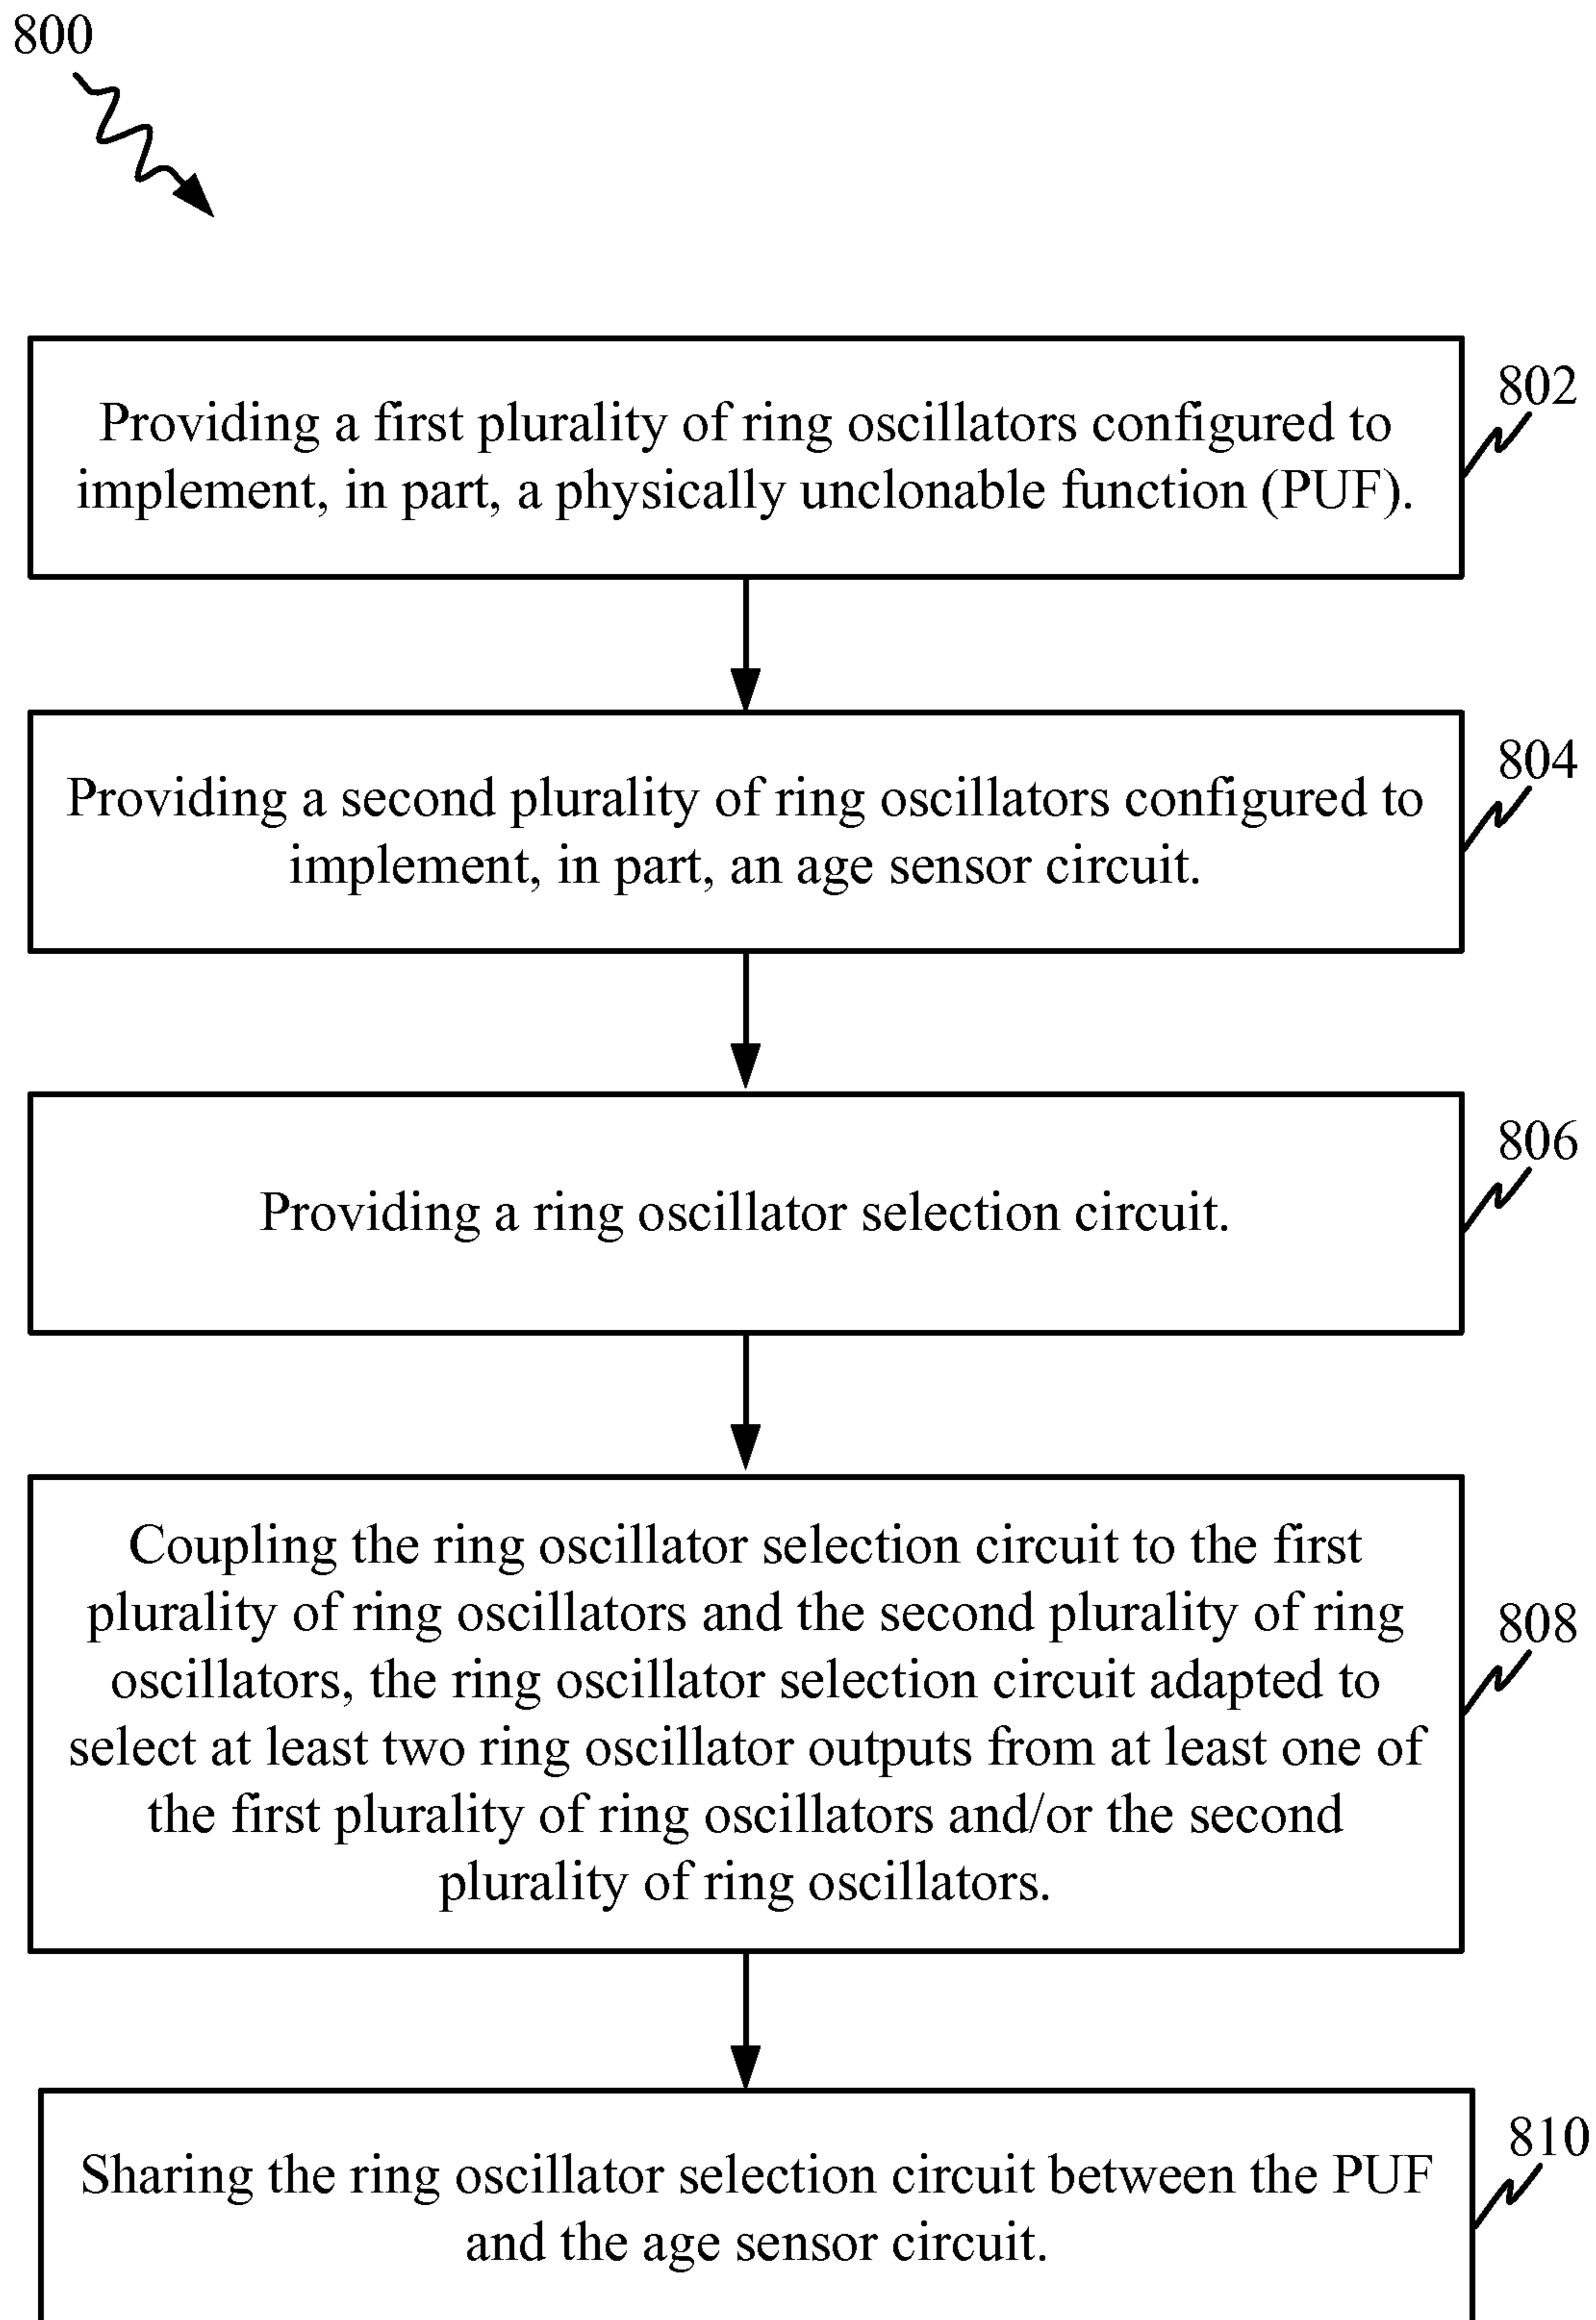 800
Providing a first plurality of ring oscillators configured to
implement, in part, a physically unclonable function (PUF).
802
Providing a second plurality of ring oscillators configured to
implement, in part, an age sensor circuit.
804
Providing a ring oscillator selection circuit.
806
Coupling the ring oscillator selection circuit to the first
plurality of ring oscillators and the second plurality of ring
oscillators, the ring oscillator selection circuit adapted to
select at least two ring oscillator outputs from at least one of
the first plurality of ring oscillators and/or the second
plurality of ring oscillators.
808
Sharing the ring oscillator selection circuit between the PUF
and the age sensor circuit.
810